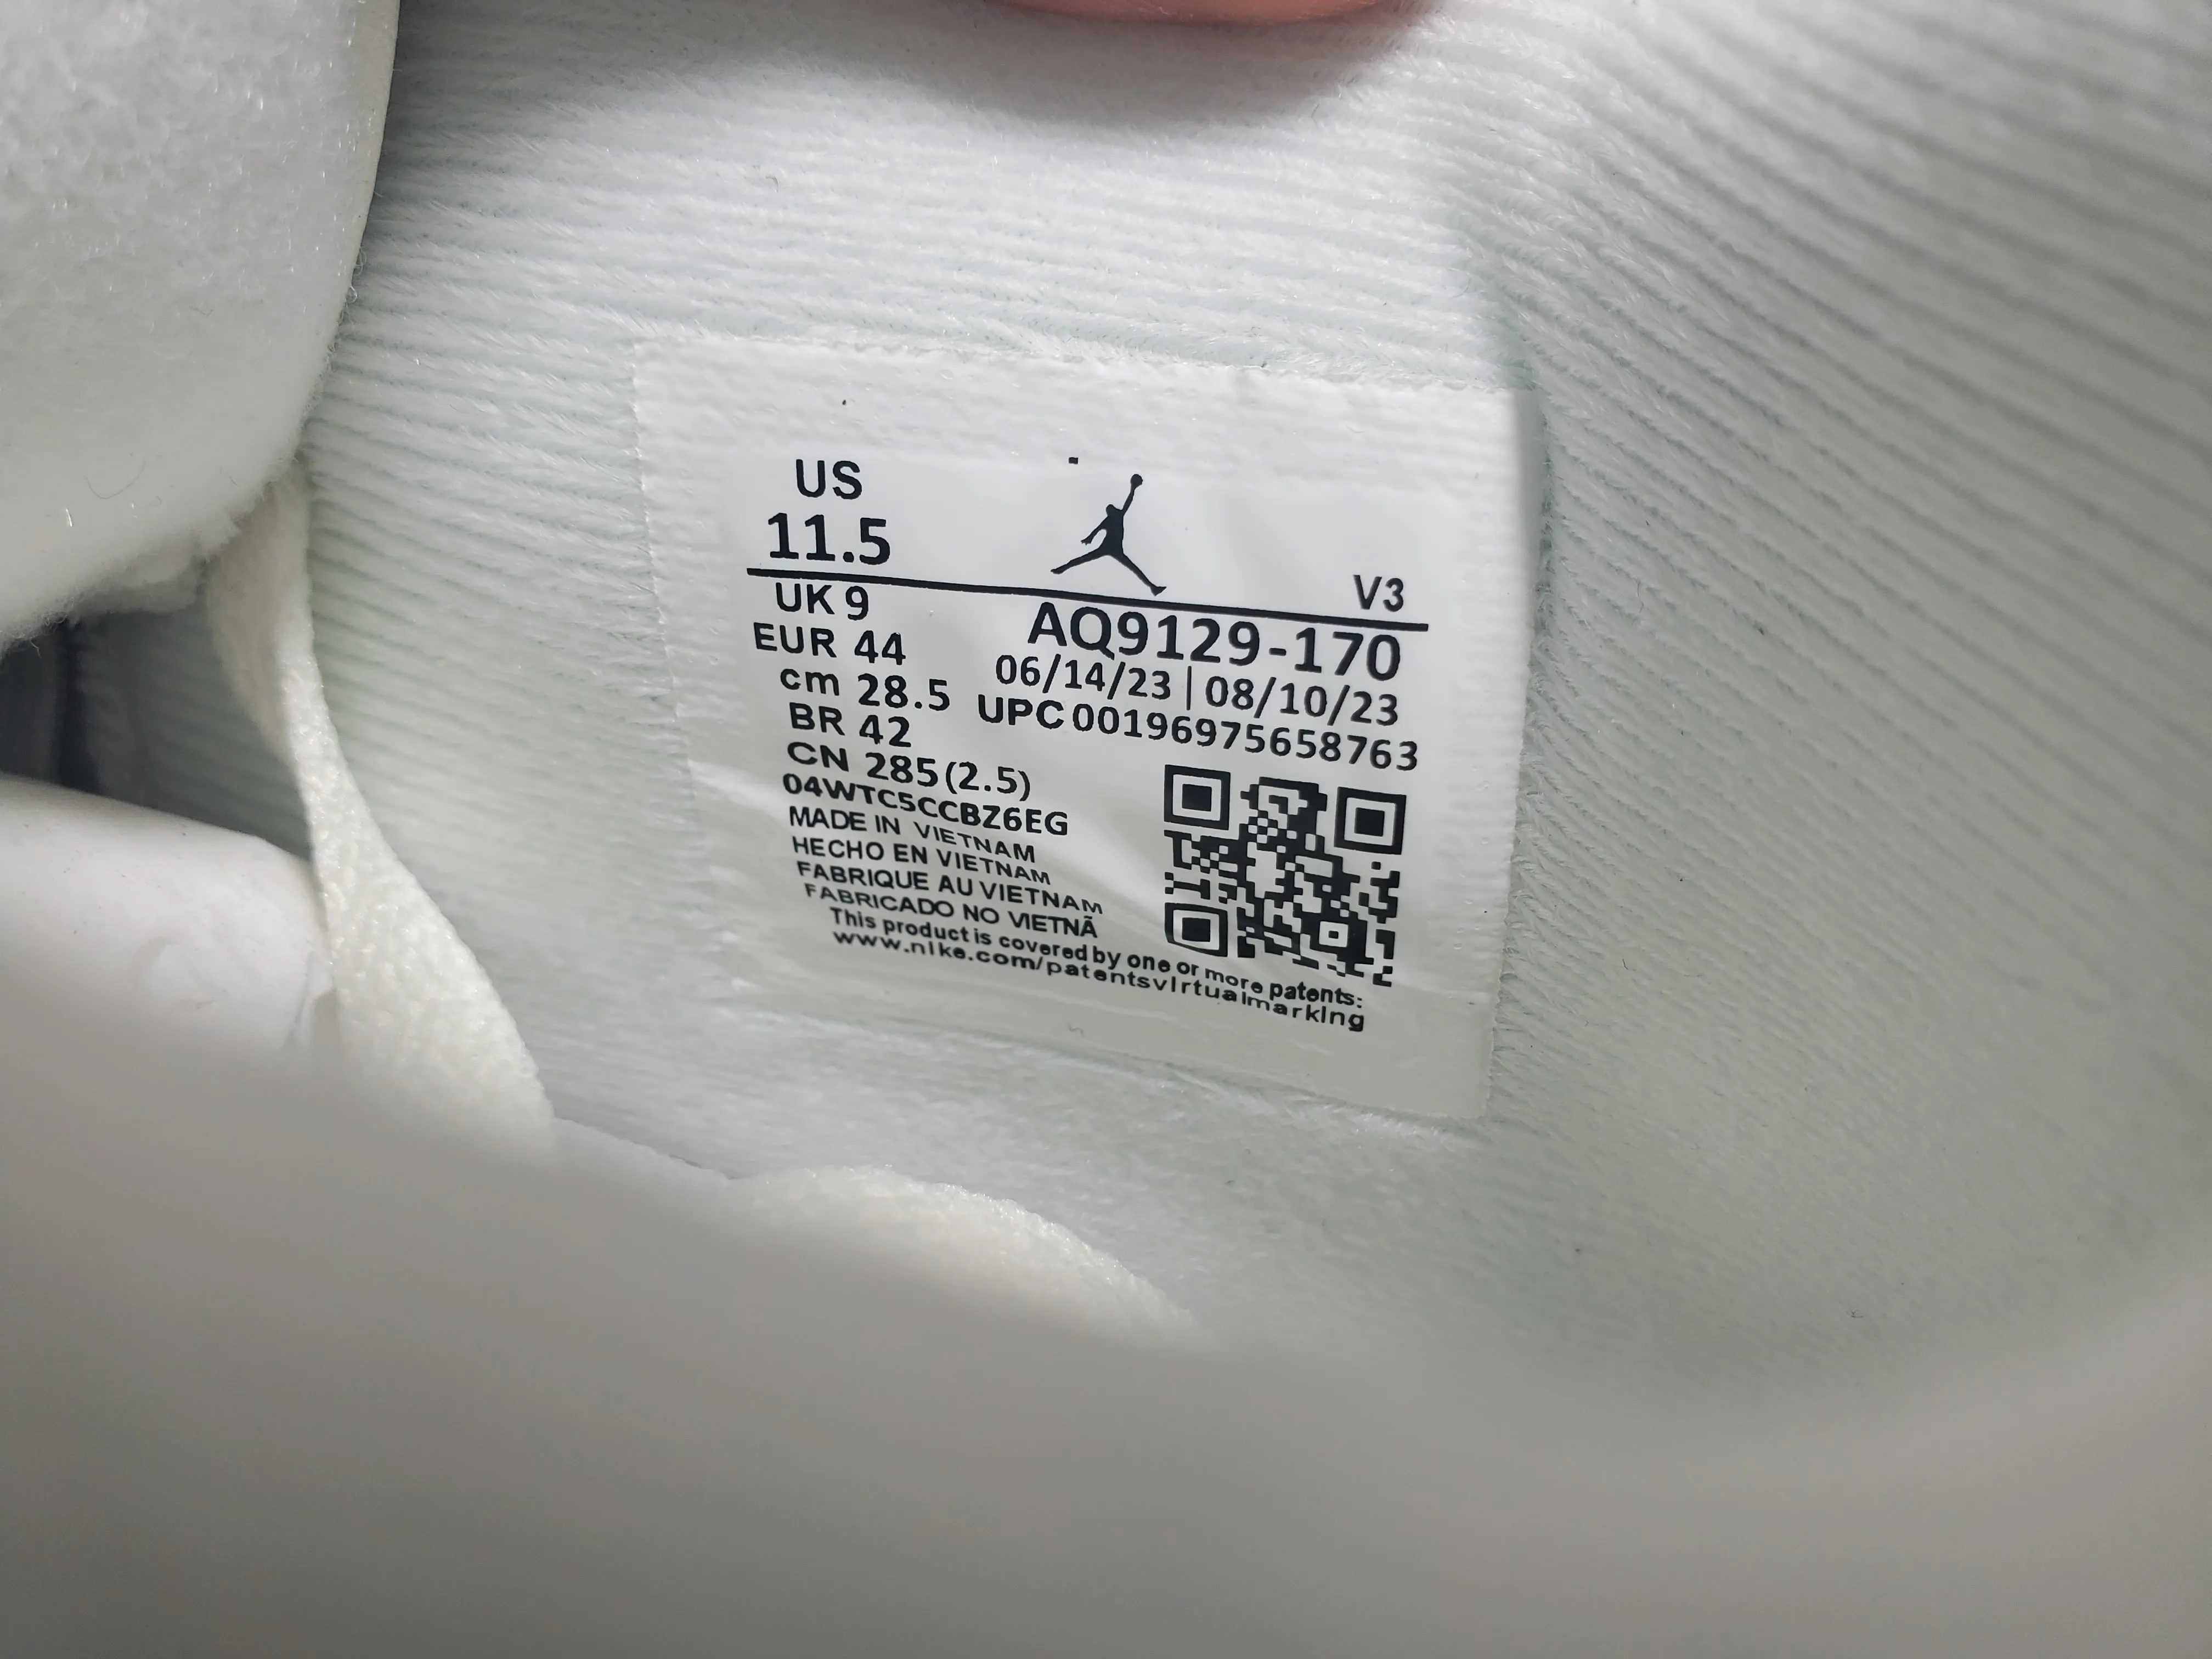 US
11.5
V3
UK 9
EUR 44
cm 28.5
BR 42
CN 285(2.5)
AQ9129-170
06/14/23 | 08/10/23
UPC 00196975658763
04WTC5CCBZ6EG
MADE IN VIETNAM
HECHO EN VIETNAM
FABRIQUE AU VIETNAM
FABRICADO NO VIETNÃ
This product is covered by one or more patents:
www.nike.com/patentsvirtualmarking